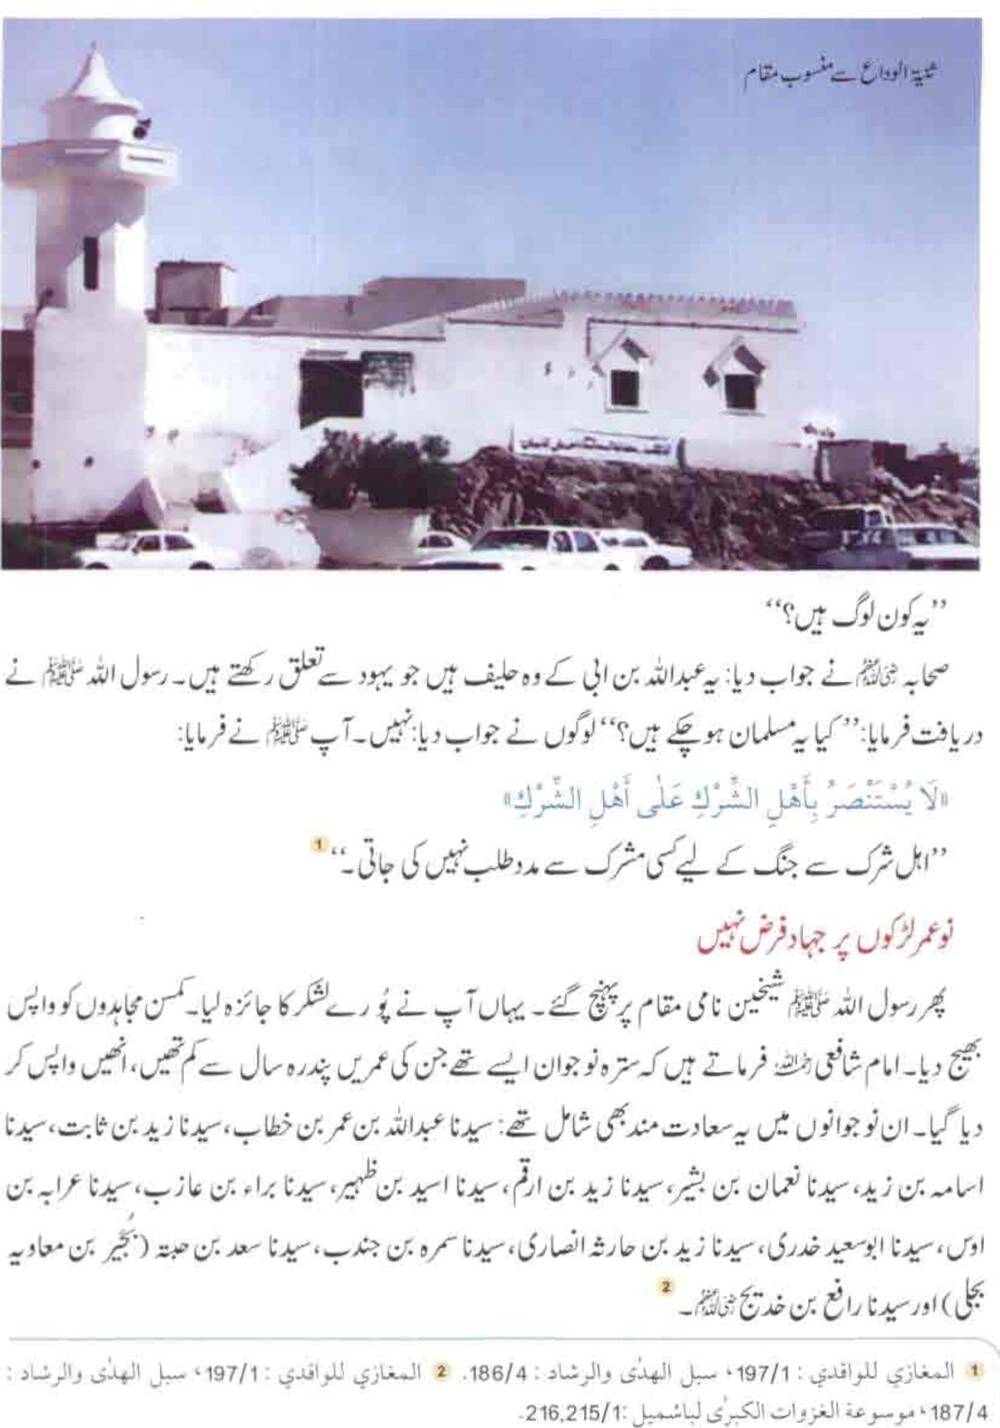 ثنیۃ الوداع سے منسوب مقام
”یہ کون لوگ ہیں؟“
صحابہ رضی اللہ عنہم نے جواب دیا: یہ عبداللہ بن ابی کے وہ حلیف ہیں جو یہود سے تعلق رکھتے ہیں۔ رسول اللہ ﷺ نے
دریافت فرمایا: ”کیا یہ مسلمان ہو چکے ہیں؟“ لوگوں نے جواب دیا: نہیں۔ آپ ﷺ نے فرمایا:
«لَا يُسْتَنْصَرُ بِأَهْلِ الشِّرْكِ عَلٰى أَهْلِ الشِّرْكِ»
”اہل شرک سے جنگ کے لیے کسی مشرک سے مدد طلب نہیں کی جاتی۔“ 1
نو عمر لڑکوں پر جہاد فرض نہیں
پھر رسول اللہ ﷺ شیخین نامی مقام پر پہنچ گئے۔ یہاں آپ نے پُورے لشکر کا جائزہ لیا۔ کمسن مجاہدوں کو واپس
بھیج دیا۔ امام شافعی رحمہ اللہ فرماتے ہیں کہ سترہ نوجوان ایسے تھے جن کی عمریں پندرہ سال سے کم تھیں، انھیں واپس کر
دیا گیا۔ ان نوجوانوں میں یہ سعادت مند بھی شامل تھے: سیدنا عبداللہ بن عمر بن خطاب، سیدنا زید بن ثابت، سیدنا
اسامہ بن زید، سیدنا نعمان بن بشیر، سیدنا زید بن ارقم، سیدنا اسید بن ظہیر، سیدنا براء بن عازب، سیدنا عرابہ بن
اوس، سیدنا ابوسعید خدری، سیدنا زید بن حارثہ انصاری، سیدنا سمرہ بن جندب، سیدنا سعد بن حبتہ (بُجَیر بن معاویہ
بجلی) اور سیدنا رافع بن خدیج رضی اللہ عنہم۔ 2
1 المغازي للواقدي : 197/1، سبل الهدٰى والرشاد : 186/4. 2 المغازي للواقدي : 197/1، سبل الهدٰى والرشاد :
187/4، موسوعة الغزوات الكبرٰى لباشميل : 216,215/1.